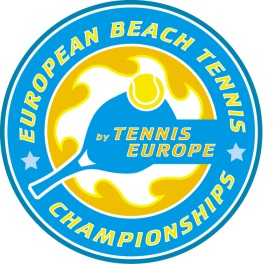 EUROPEAN BEACH TENNIS
by TENNIS
EUROPE
CHAMPIONSHIPS